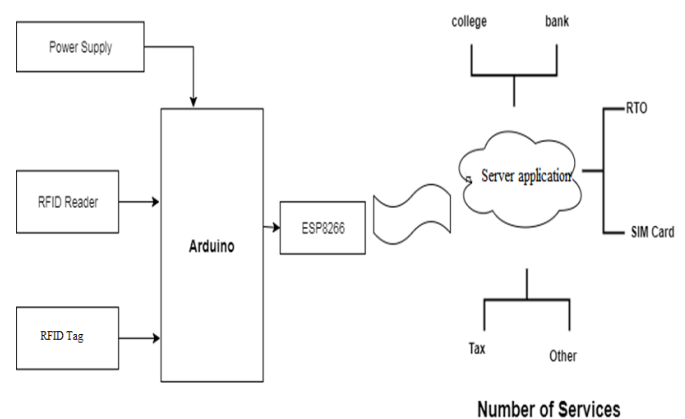 college
bank
Power Supply
RTO
Server application
RFID Reader
Arduino
ESP8266
SIM Card
RFID Tag
Tax
Other
Number of Services